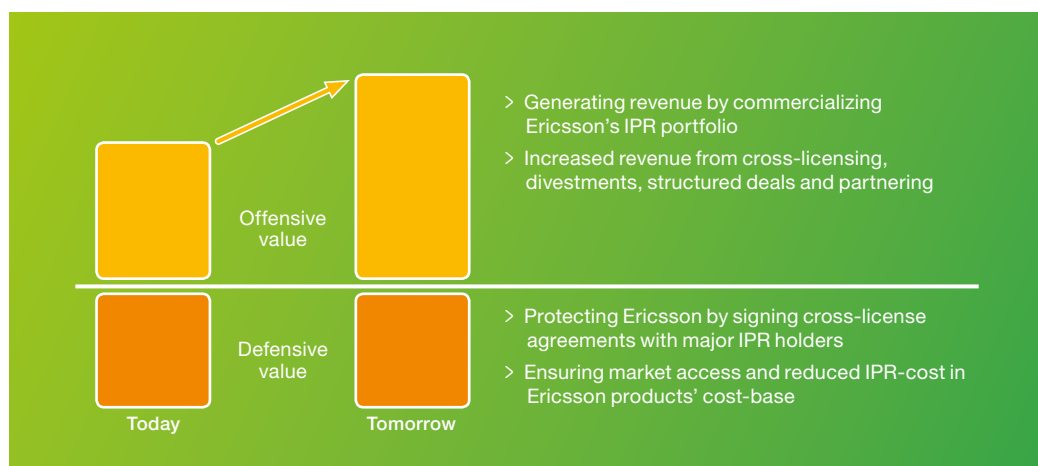 > Generating revenue by commercializing
Ericsson’s IPR portfolio
> Increased revenue from cross-licensing,
divestments, structured deals and partnering
Offensive
value
> Protecting Ericsson by signing cross-license
agreements with major IPR holders
> Ensuring market access and reduced IPR-cost in
Ericsson products’ cost-base
Defensive
value
Today
Tomorrow